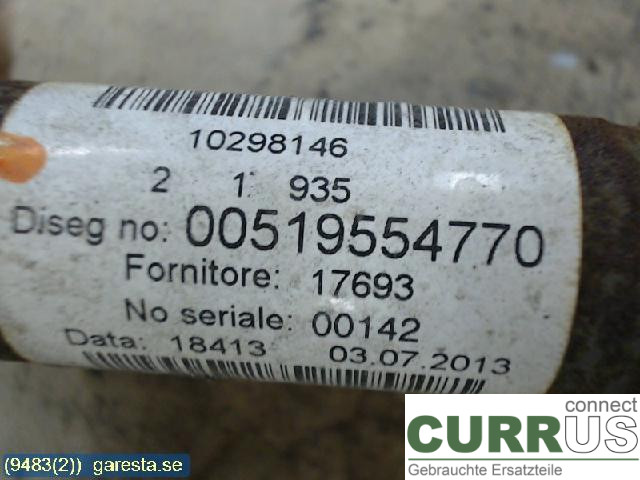 10298146
2 1 935
Diseg no: 00519554770
Fornitore: 17693
No seriale: 00142
Data: 18413 03.07.2013
connect
CURRUS
Gebrauchte Ersatzteile
(9483(2)) garesta.se